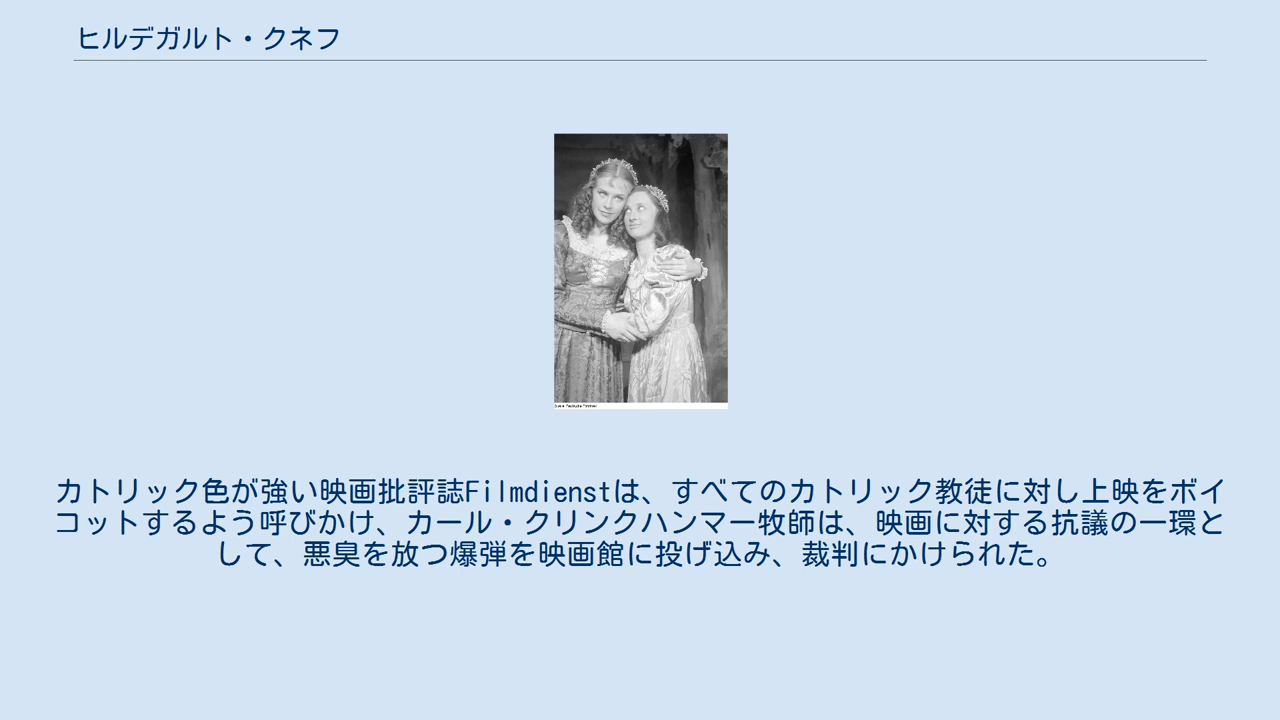 ヒルデガルト・クネフ
カトリック色が強い映画批評誌Filmdienstは、すべてのカトリック教徒に対し上映をボイ
コットするよう呼びかけ、カール・クリンクハンマー牧師は、映画に対する抗議の一環と
して、悪臭を放つ爆弾を映画館に投げ込み、裁判にかけられた。